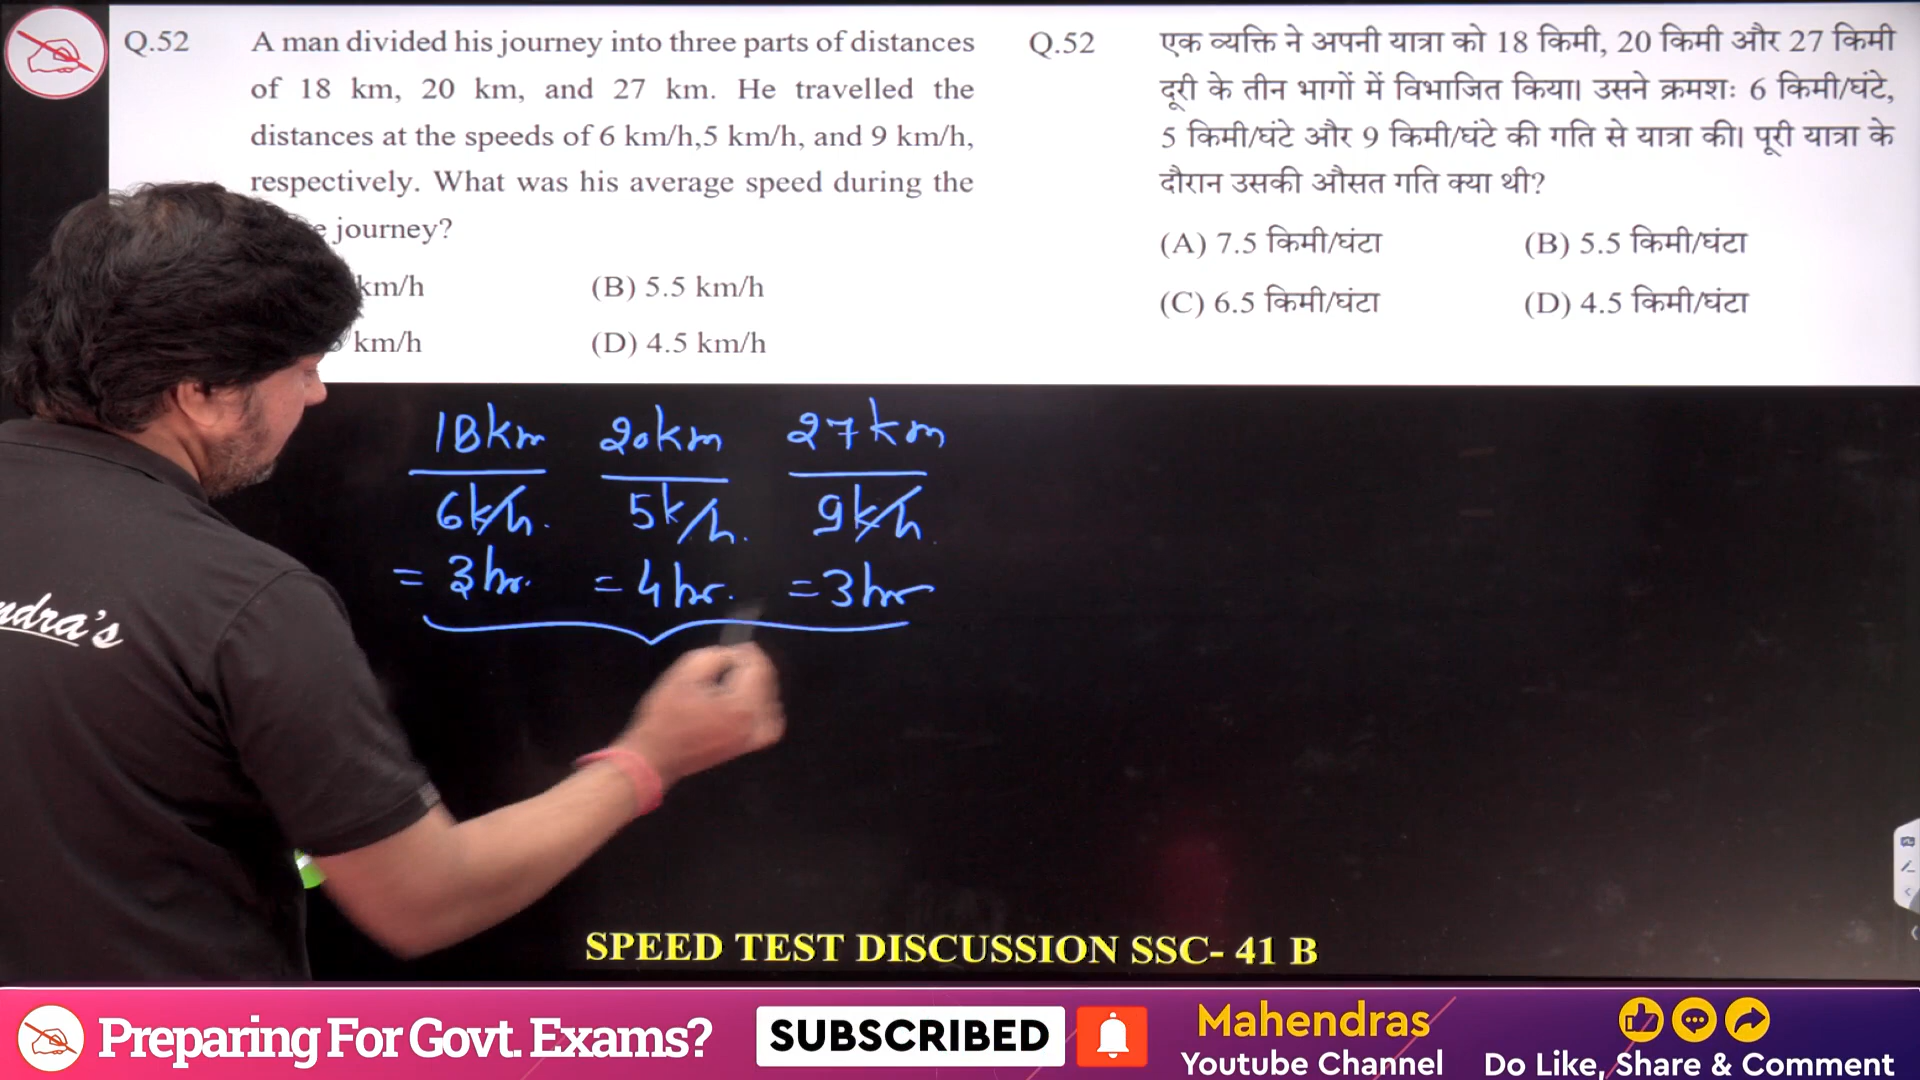 Q.52
A man divided his journey into three parts of distances
of 18 km, 20 km, and 27 km. He travelled the
distances at the speeds of 6 km/h,5 km/h, and 9 km/h,
respectively. What was his average speed during the
journey?
km/h (B) 5.5 km/h
km/h (D) 4.5 km/h
Q.52
एक व्यक्ति ने अपनी यात्रा को 18 किमी, 20 किमी और 27 किमी
दूरी के तीन भागों में विभाजित किया। उसने क्रमशः 6 किमी/घंटे,
5 किमी/घंटे और 9 किमी/घंटे की गति से यात्रा की। पूरी यात्रा के
दौरान उसकी औसत गति क्या थी?
(A) 7.5 किमी/घंटा (B) 5.5 किमी/घंटा
(C) 6.5 किमी/घंटा (D) 4.5 किमी/घंटा
18km 20km 27km
6k/h. 5k/h. 9k/h
= 3hr. = 4hr. = 3hr
ndra's
SPEED TEST DISCUSSION SSC- 41 B
Preparing For Govt. Exams?
SUBSCRIBED
Mahendras
Youtube Channel
Do Like, Share & Comment